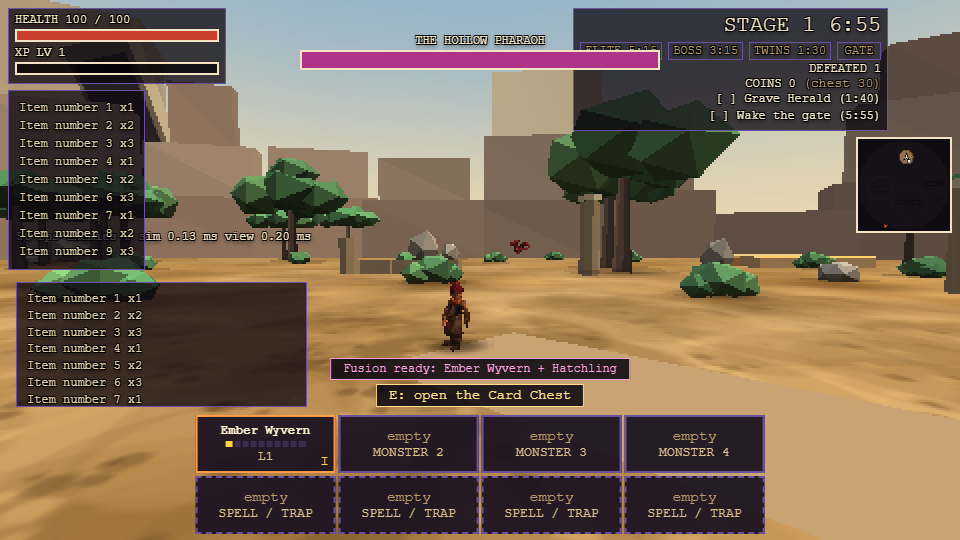 HEALTH 100 / 100
XP LV 1
THE HOLLOW PHARAOH
STAGE 1 6:55
ELITE 5:15 BOSS 3:15 TWINS 1:30 GATE
DEFEATED 1
COINS 0 (chest 30)
[ ] Grave Herald (1:40)
[ ] Wake the gate (5:55)
Item number 1 x1
Item number 2 x2
Item number 3 x3
Item number 4 x1
Item number 5 x2
Item number 6 x3
Item number 7 x1
Item number 8 x2
sim 0.13 ms view 0.20 ms
Item number 9 x3
Item number 1 x1
Item number 2 x2
Item number 3 x3
Item number 4 x1
Item number 5 x2
Item number 6 x3
Item number 7 x1
Fusion ready: Ember Wyvern + Hatchling
E: open the Card Chest
Ember Wyvern
L1
I
empty
MONSTER 2
empty
MONSTER 3
empty
MONSTER 4
empty
SPELL / TRAP
empty
SPELL / TRAP
empty
SPELL / TRAP
empty
SPELL / TRAP